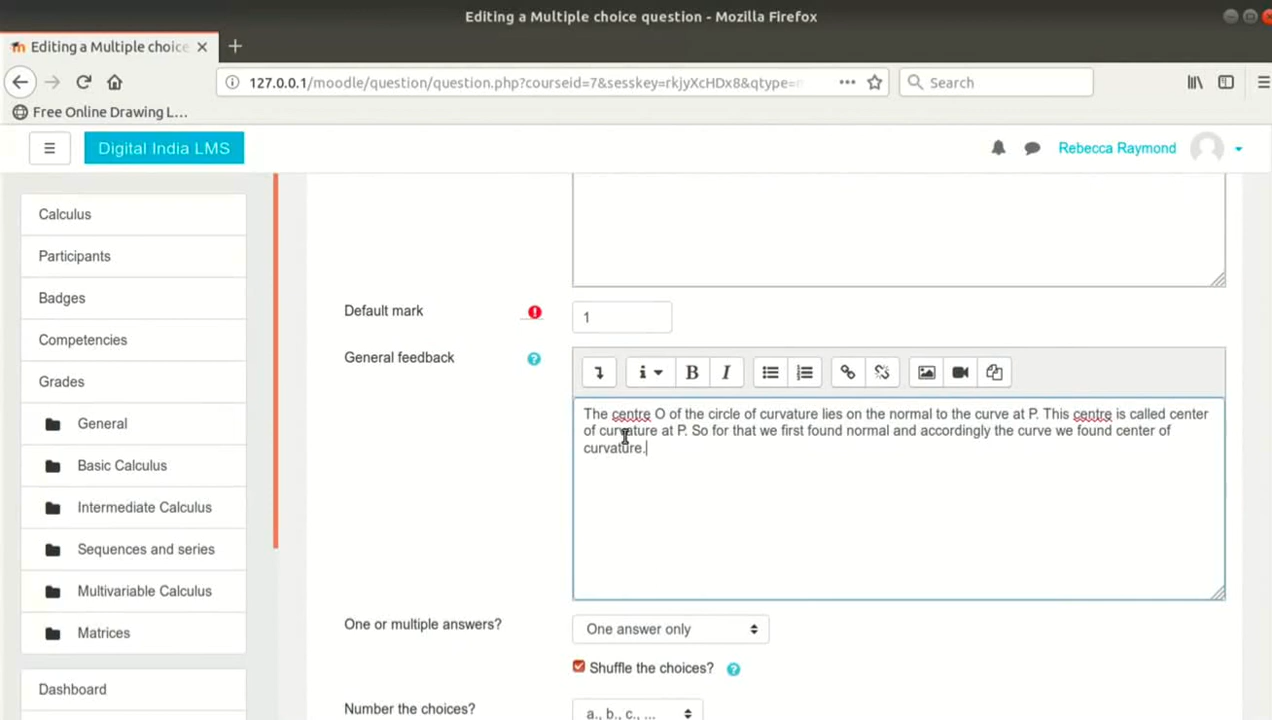 Editing a Multiple choice question - Mozilla Firefox
Editing a Multiple choice
127.0.0.1/moodle/question/question.php?courseid=7&sesskey=rkjyXcHDx8&qtype=
Search
Free Online Drawing L...
Digital India LMS
Rebecca Raymond
Calculus
Participants
Badges
Competencies
Grades
General
Basic Calculus
Intermediate Calculus
Sequences and series
Multivariable Calculus
Matrices
Dashboard
Default mark
1
General feedback
i B I
The centre O of the circle of curvature lies on the normal to the curve at P. This centre is called center
of curvature at P. So for that we first found normal and accordingly the curve we found center of
curvature.
One or multiple answers?
One answer only
Shuffle the choices?
Number the choices?
a., b., c., ...